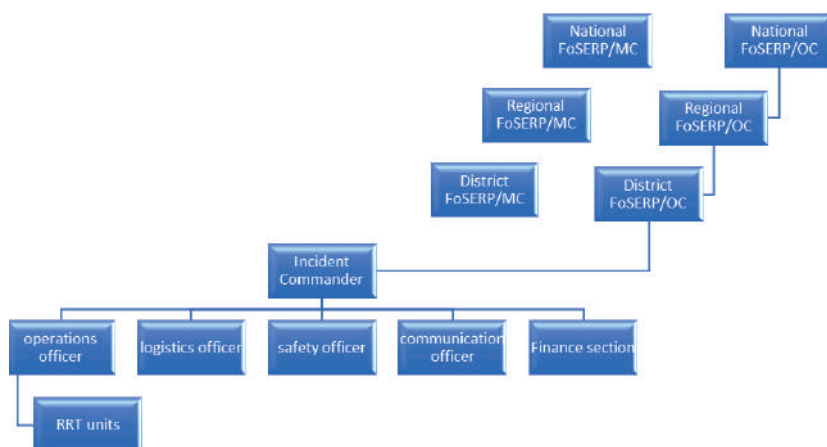 National
FoSERP/MC
National
FoSERP/OC
Regional
FoSERP/MC
Regional
FoSERP/OC
District
FoSERP/MC
District
FoSERP/OC
Incident
Commander
operations
officer
logistics officer
safety officer
communication
officer
Finance section
RRT units